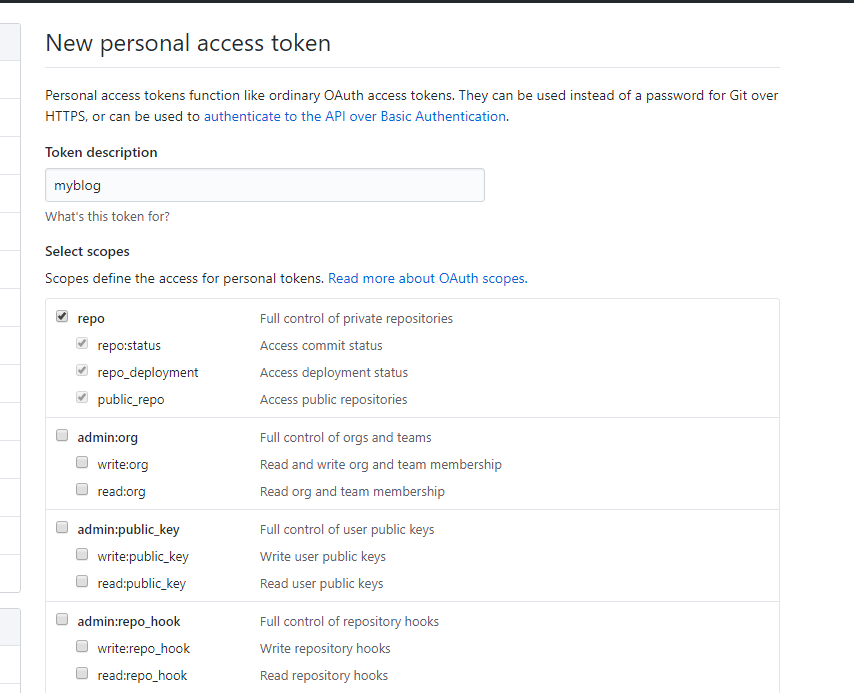 New personal access token
Personal access tokens function like ordinary OAuth access tokens. They can be used instead of a password for Git over
HTTPS, or can be used to authenticate to the API over Basic Authentication.
Token description
myblog
What's this token for?
Select scopes
Scopes define the access for personal tokens. Read more about OAuth scopes.
repo Full control of private repositories
repo:status Access commit status
repo_deployment Access deployment status
public_repo Access public repositories
admin:org Full control of orgs and teams
write:org Read and write org and team membership
read:org Read org and team membership
admin:public_key Full control of user public keys
write:public_key Write user public keys
read:public_key Read user public keys
admin:repo_hook Full control of repository hooks
write:repo_hook Write repository hooks
read:repo_hook Read repository hooks